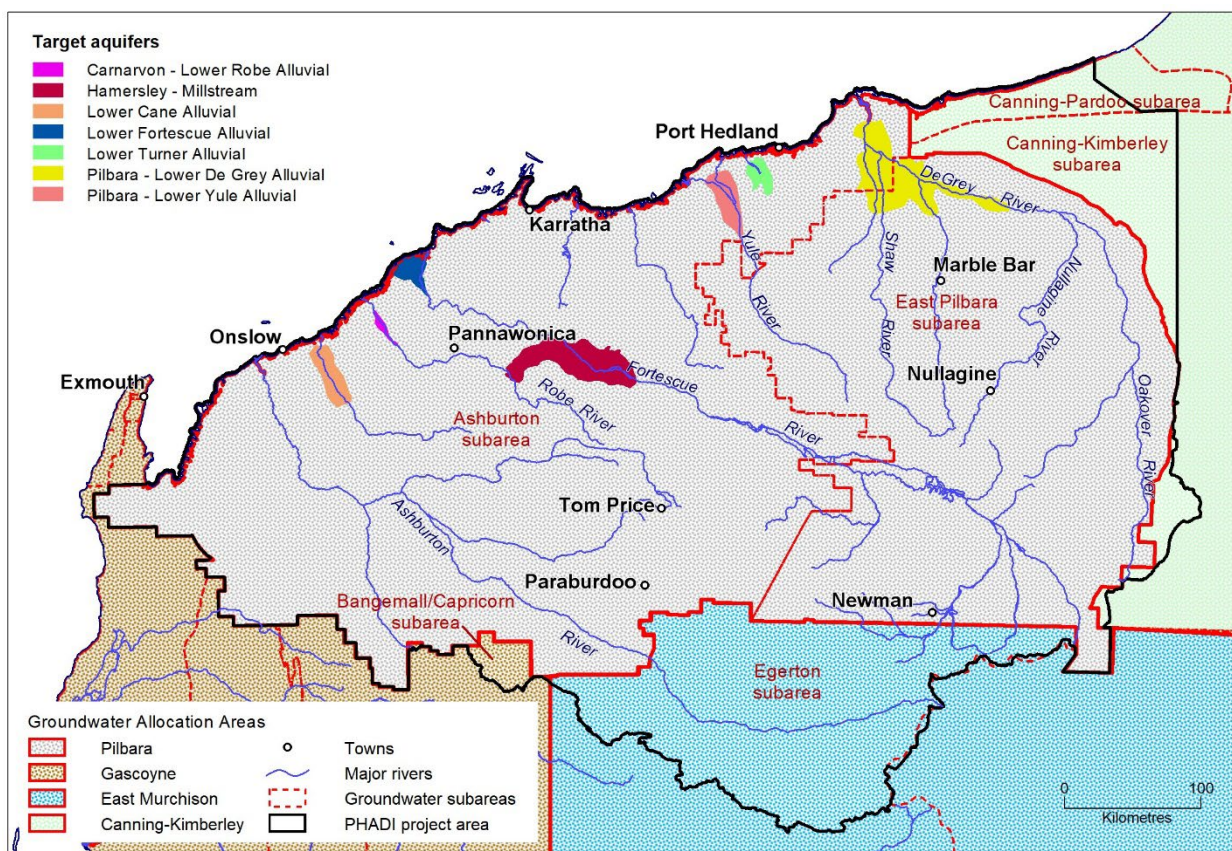 Target aquifers
Carnarvon - Lower Robe Alluvial
Hamersley - Millstream
Lower Cane Alluvial
Lower Fortescue Alluvial
Lower Turner Alluvial
Pilbara - Lower De Grey Alluvial
Pilbara - Lower Yule Alluvial
Canning-Pardoo subarea
Canning-Kimberley
subarea
Port Hedland
DeGrey
River
Karratha
Yule
River
Shaw
River
Marble Bar
East Pilbara
subarea
Nullagine
River
Nullagine
Oakover
River
Onslow
Pannawonica
Fortescue
River
Exmouth
Robe River
Ashburton
subarea
Tom Price
Ashburton
River
Paraburdoo
Bangemall/Capricorn
subarea
Newman
Egerton
subarea
Groundwater Allocation Areas
Pilbara
Gascoyne
East Murchison
Canning-Kimberley
Towns
Major rivers
Groundwater subareas
PHADI project area
0 100
Kilometres